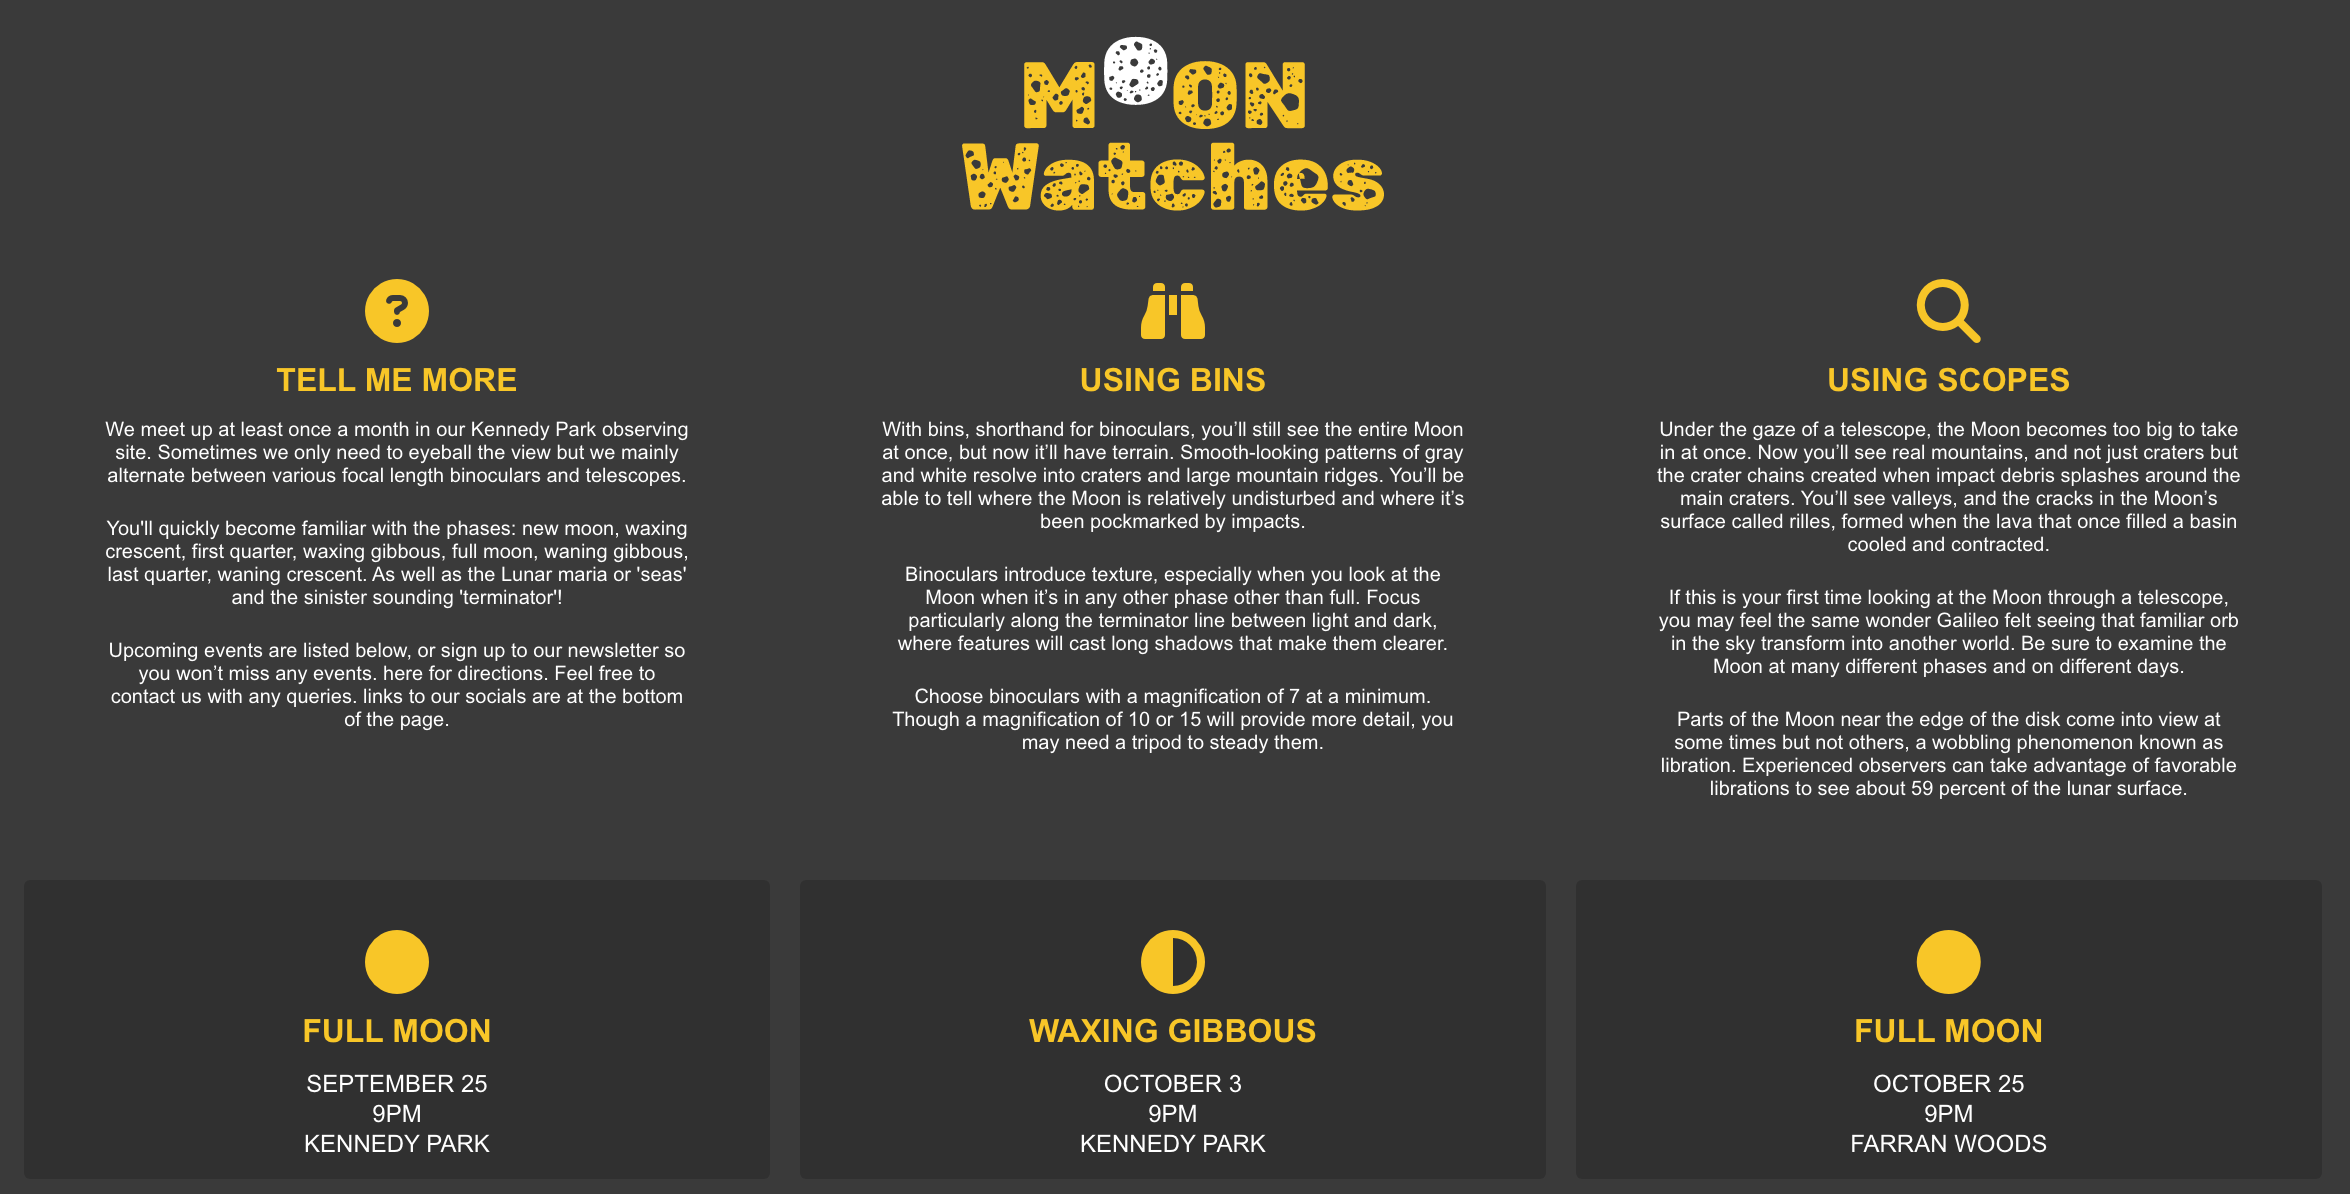 MOON
Watches
TELL ME MORE
We meet up at least once a month in our Kennedy Park observing
site. Sometimes we only need to eyeball the view but we mainly
alternate between various focal length binoculars and telescopes.
You'll quickly become familiar with the phases: new moon, waxing
crescent, first quarter, waxing gibbous, full moon, waning gibbous,
last quarter, waning crescent. As well as the Lunar maria or 'seas'
and the sinister sounding 'terminator'!
Upcoming events are listed below, or sign up to our newsletter so
you won’t miss any events. here for directions. Feel free to
contact us with any queries. links to our socials are at the bottom
of the page.
USING BINS
With bins, shorthand for binoculars, you’ll still see the entire Moon
at once, but now it’ll have terrain. Smooth-looking patterns of gray
and white resolve into craters and large mountain ridges. You’ll be
able to tell where the Moon is relatively undisturbed and where it’s
been pockmarked by impacts.
Binoculars introduce texture, especially when you look at the
Moon when it’s in any other phase other than full. Focus
particularly along the terminator line between light and dark,
where features will cast long shadows that make them clearer.
Choose binoculars with a magnification of 7 at a minimum.
Though a magnification of 10 or 15 will provide more detail, you
may need a tripod to steady them.
USING SCOPES
Under the gaze of a telescope, the Moon becomes too big to take
in at once. Now you’ll see real mountains, and not just craters but
the crater chains created when impact debris splashes around the
main craters. You’ll see valleys, and the cracks in the Moon’s
surface called rilles, formed when the lava that once filled a basin
cooled and contracted.
If this is your first time looking at the Moon through a telescope,
you may feel the same wonder Galileo felt seeing that familiar orb
in the sky transform into another world. Be sure to examine the
Moon at many different phases and on different days.
Parts of the Moon near the edge of the disk come into view at
some times but not others, a wobbling phenomenon known as
libration. Experienced observers can take advantage of favorable
librations to see about 59 percent of the lunar surface.
FULL MOON
SEPTEMBER 25
9PM
KENNEDY PARK
WAXING GIBBOUS
OCTOBER 3
9PM
KENNEDY PARK
FULL MOON
OCTOBER 25
9PM
FARRAN WOODS